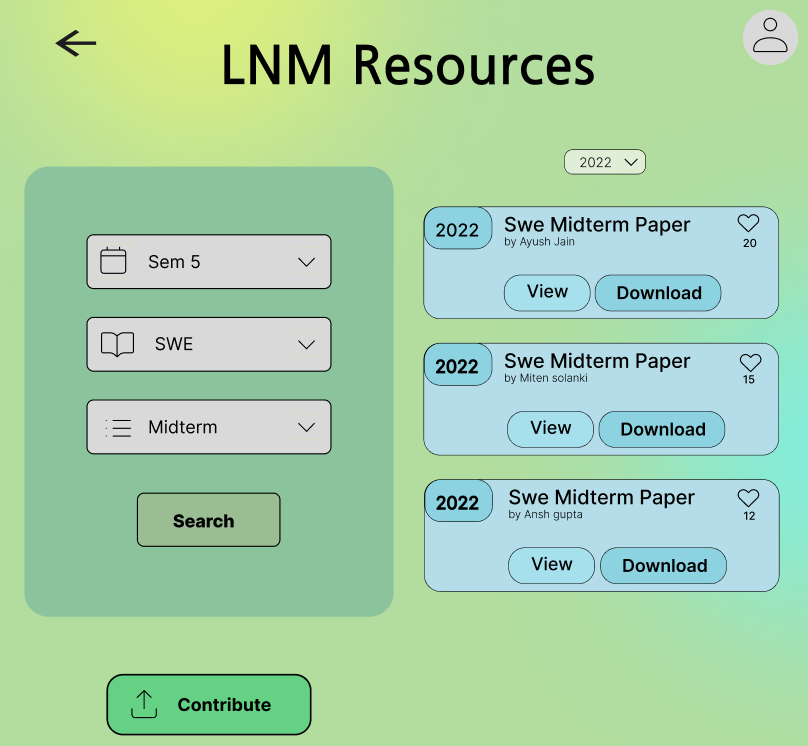 LNM Resources
Sem 5
SWE
Midterm
Search
Contribute
2022
2022
Swe Midterm Paper
by Ayush Jain
20
View
Download
2022
Swe Midterm Paper
by Miten solanki
15
View
Download
2022
Swe Midterm Paper
by Ansh gupta
12
View
Download